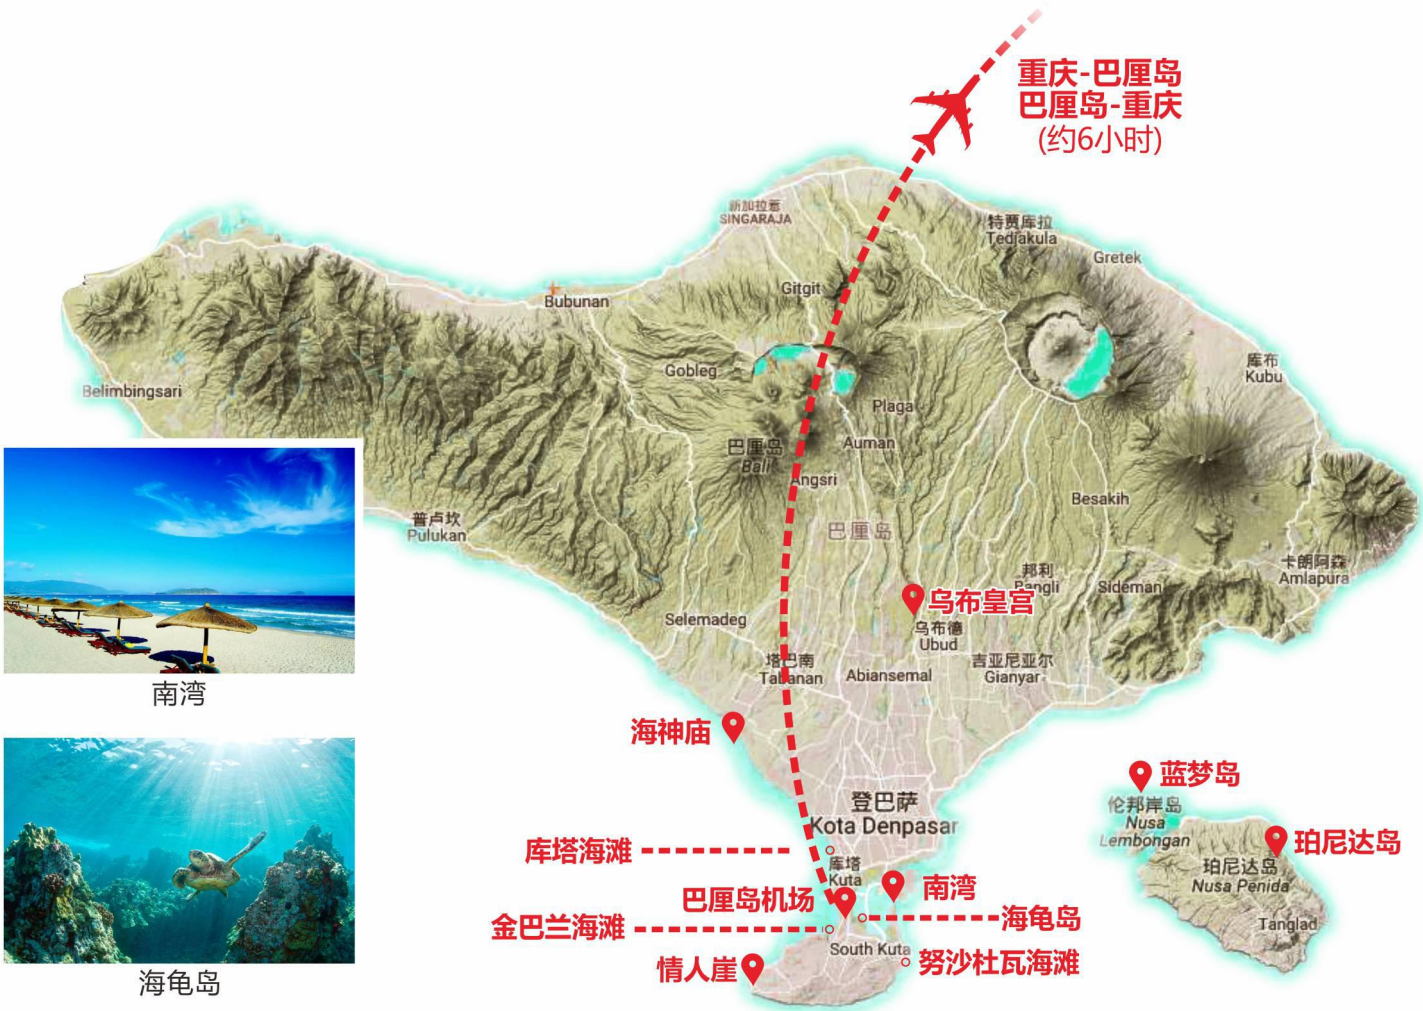 重庆-巴厘岛
巴厘岛-重庆
(约6小时)
新加拉惹
SINGARAJA
特贾库拉
Tedjakula
Gretek
Gitgit
Bubunan
库布
Kubu
Gobleg
Belimbingsari
Plaga
Auman
巴厘岛
Bali
Angsri
Besakih
普卢坎
Pulukan
巴厘岛
卡朗阿森
Amlapura
邦利
Bangli
Sideman
乌布皇宫
乌布德
Ubud
Selemadeg
塔巴南
Tabanan
Abiansemal
吉亚尼亚尔
Gianyar
南湾
海神庙
蓝梦岛
伦邦岸岛
Nusa
Lembongan
登巴萨
Kota Denpasar
珀尼达岛
珀尼达岛
Nusa Penida
库塔海滩
库塔
Kuta
南湾
巴厘岛机场
海龟岛
金巴兰海滩
Tanglad
South Kuta
努沙杜瓦海滩
情人崖
海龟岛